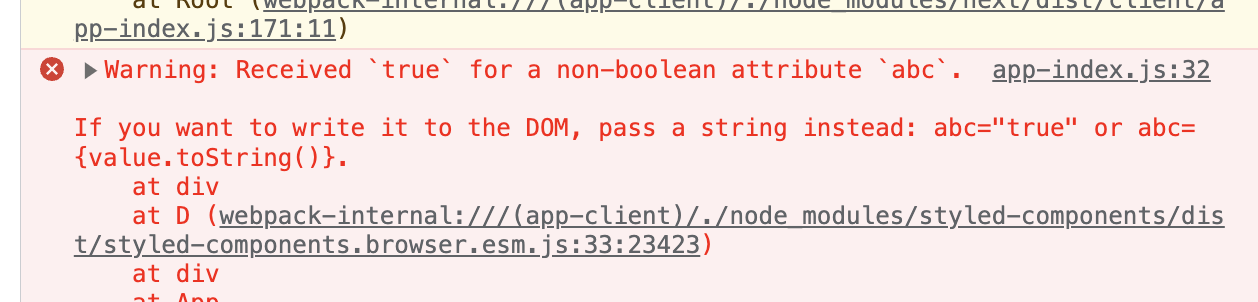 at Root (webpack-internal:///(app-client)/./node_modules/next/dist/client/a
pp-index.js:171:11)
Warning: Received `true` for a non-boolean attribute `abc`. app-index.js:32
If you want to write it to the DOM, pass a string instead: abc="true" or abc=
{value.toString()}.
at div
at D (webpack-internal:///(app-client)/./node_modules/styled-components/dis
t/styled-components.browser.esm.js:33:23423)
at div
at App